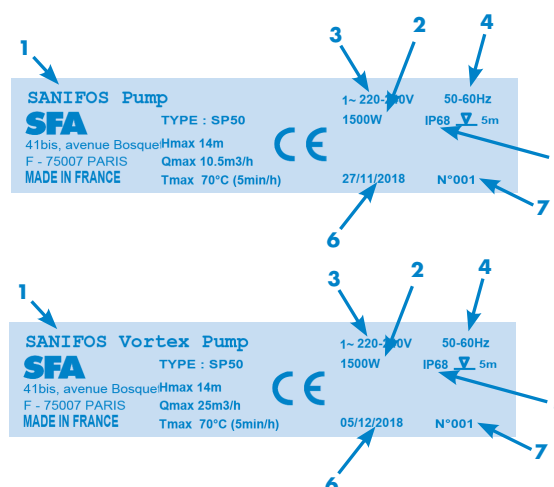 3
2
4
1
SANIFOS Pump
1~ 220-
V
50-60Hz
SFA
TYPE : SP50
1500W
IP68
5m
41bis, avenue Bosquet
Hmax 14m
CE
F - 75007 PARIS
Qmax 10.5m3/h
MADE IN FRANCE
Tmax 70°C (5min/h)
27/11/2018
N°001
6
7
3
2
4
1
SANIFOS Vortex Pump
1~ 220-
V
50-60Hz
SFA
TYPE : SP50
1500W
IP68
5m
41bis, avenue Bosquet
Hmax 14m
CE
F - 75007 PARIS
Qmax 25m3/h
MADE IN FRANCE
Tmax 70°C (5min/h)
05/12/2018
N°001
6
7